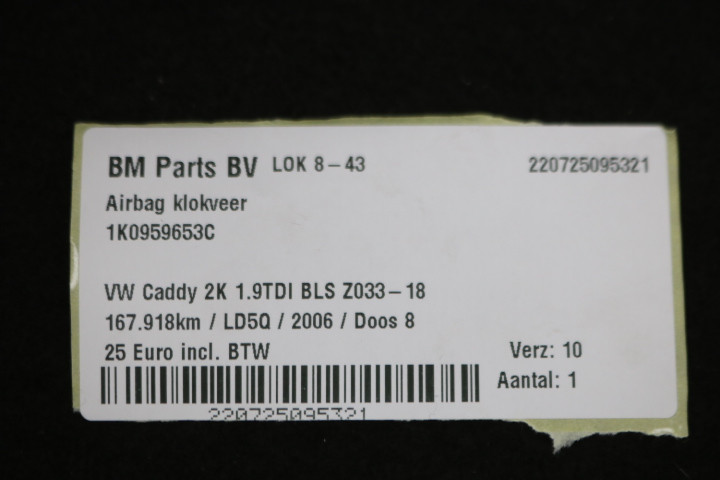 BM Parts BV LOK 8-43 220725095321
Airbag klokveer
1K0959653C
VW Caddy 2K 1.9TDI BLS Z033-18
167.918km / LD5Q / 2006 / Doos 8
25 Euro incl. BTW Verz: 10
Aantal: 1
220725095321